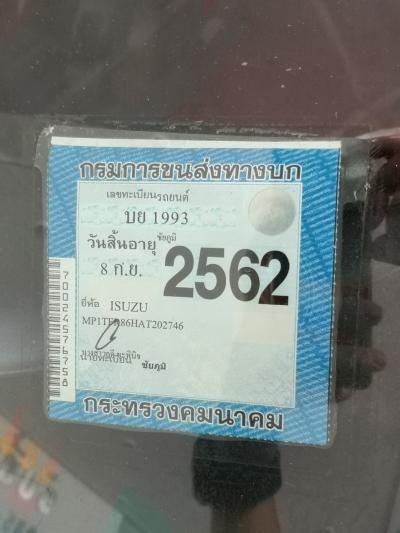 กรมการขนส่งทางบก
เลขทะเบียนรถยนต์
บย 1993
ชัยภูมิ
วันสิ้นอายุ
8 ก.ย. 2562
ยี่ห้อ ISUZU
นายทะเบียน ชัยภูมิ
กระทรวงคมนาคม